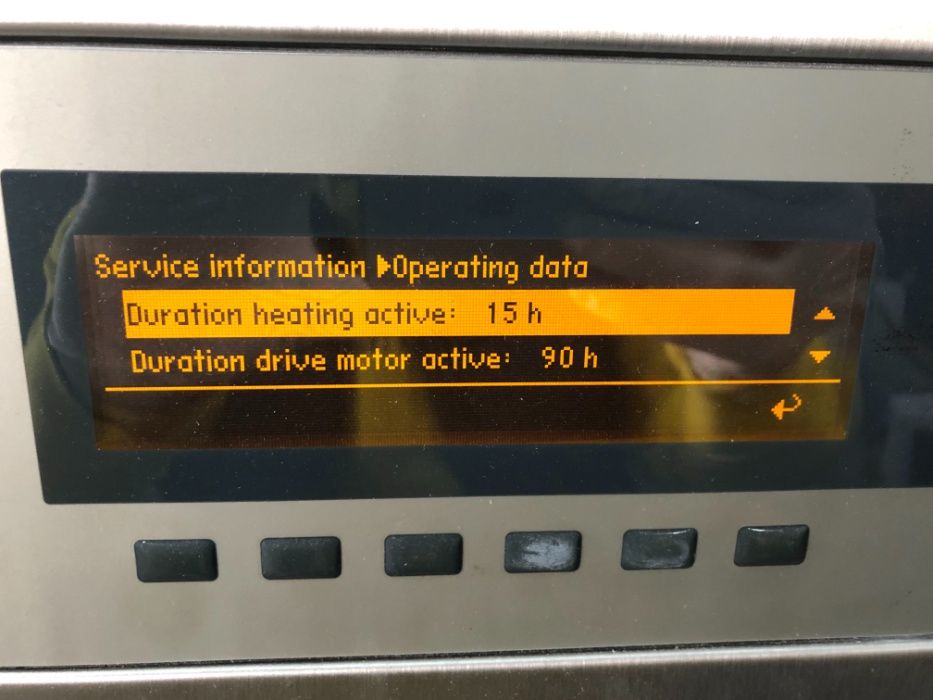 Service information ▶Operating data
Duration heating active: 15 h
Duration drive motor active: 90 h